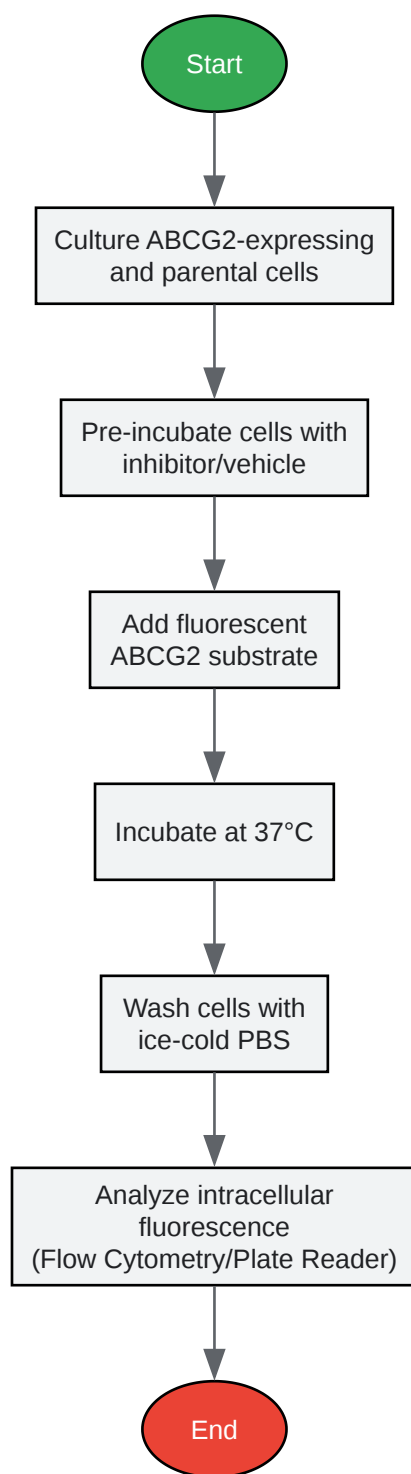 Start
Culture ABCG2-expressing
and parental cells
Pre-incubate cells with
inhibitor/vehicle
Add fluorescent
ABCG2 substrate
Incubate at 37°C
Wash cells with
ice-cold PBS
Analyze intracellular
fluorescence
(Flow Cytometry/Plate Reader)
End